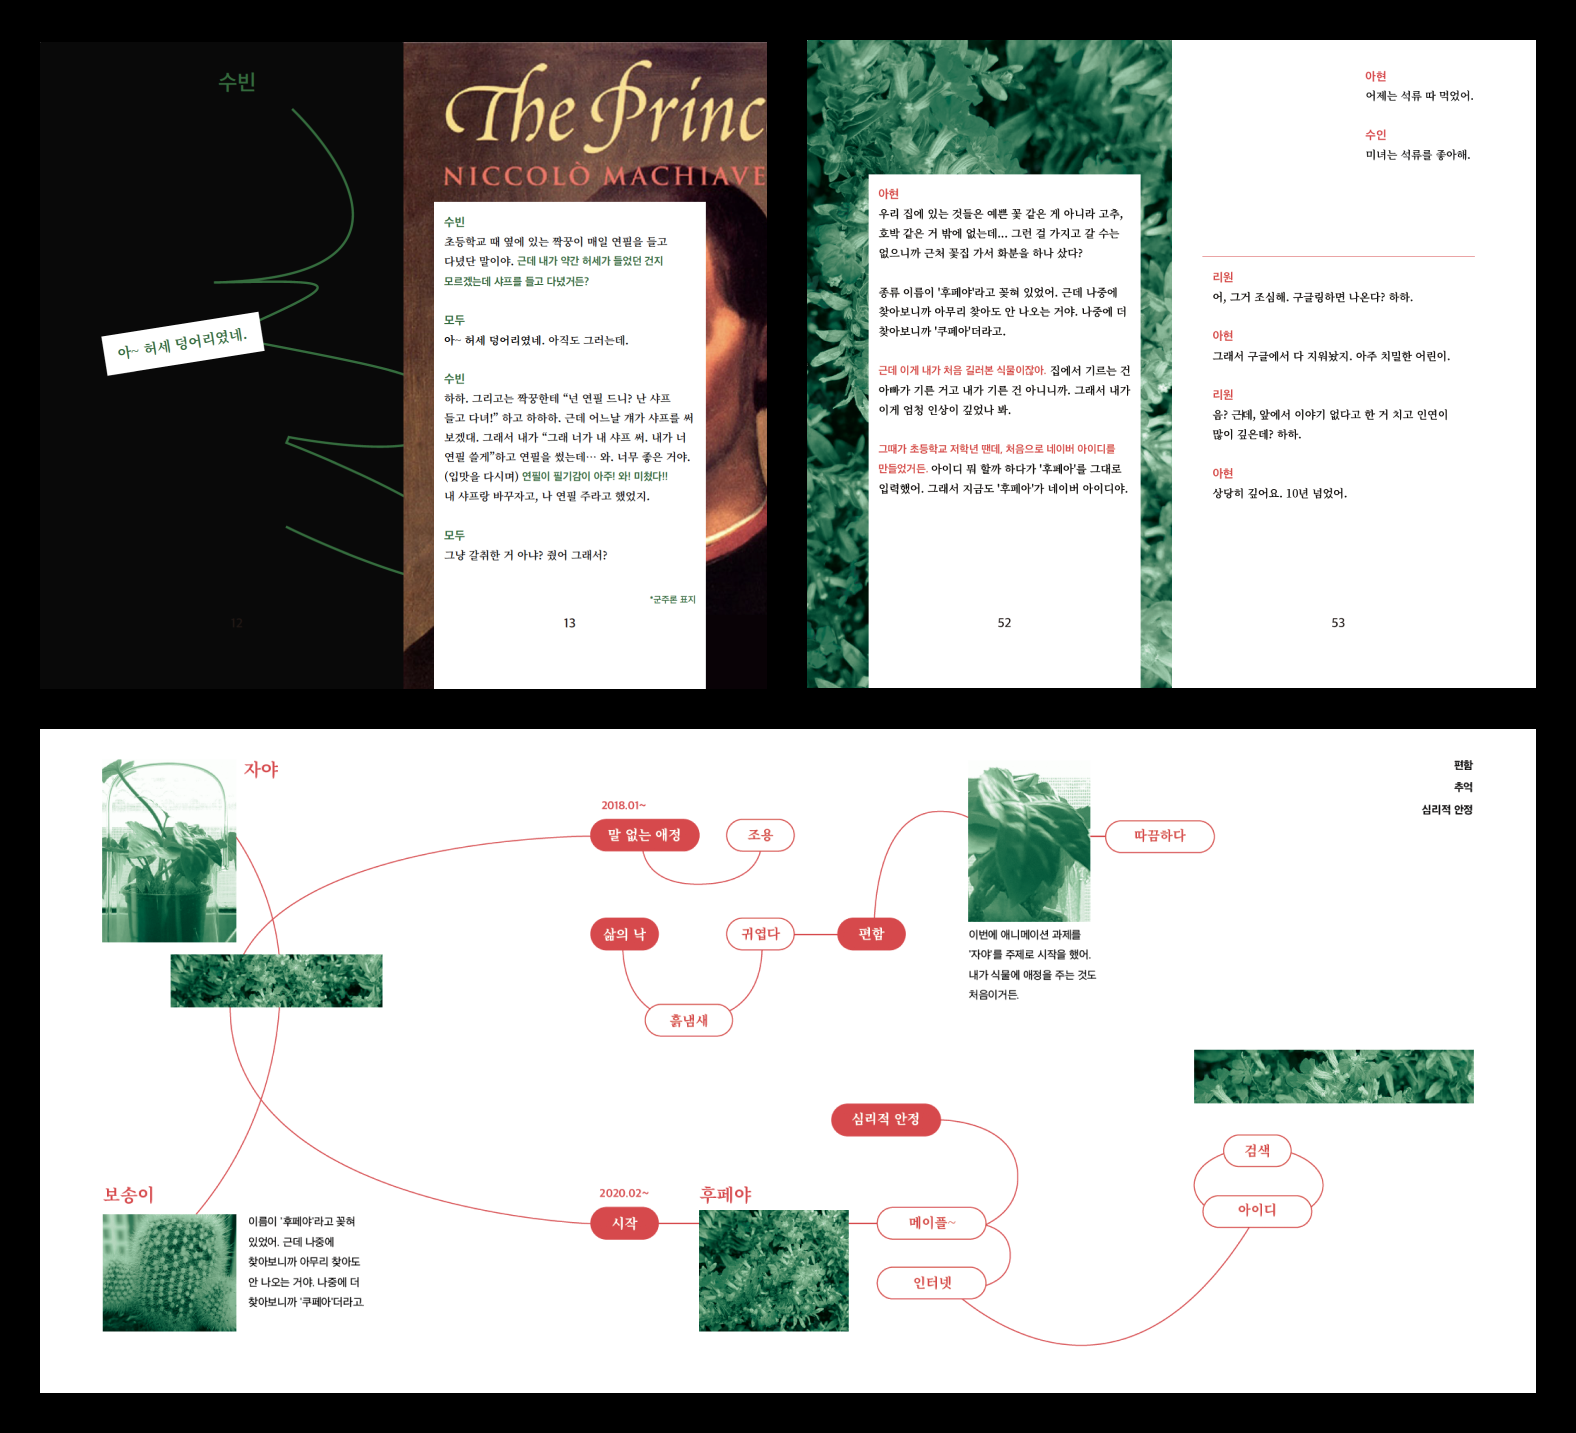 수빈
아~ 허세 덩어리였네.
12
The Princ
NICCOLÒ MACHIAVE
수빈
초등학교 때 옆에 있는 짝꿍이 매일 연필을 들고
다녔단 말이야. 근데 내가 약간 허세가 들었던 건지
모르겠는데 샤프를 들고 다녔거든?
모두
아~ 허세 덩어리였네. 아직도 그러는데.
수빈
하하. 그리고는 짝꿍한테 “넌 연필 드니? 난 샤프
들고 다녀!” 하고 하하하. 근데 어느날 걔가 샤프를 써
보겠대. 그래서 내가 “그래 너가 내 샤프 써. 내가 너
연필 쓸게”하고 연필을 썼는데… 와. 너무 좋은 거야.
(입맛을 다시며) 연필이 필기감이 아주! 와! 미쳤다!!
내 샤프랑 바꾸자고, 나 연필 주라고 했었지.
모두
그냥 갈취한 거 아냐? 줬어 그래서?
*군주론 표지
13
아현
우리 집에 있는 것들은 예쁜 꽃 같은 게 아니라 고추,
호박 같은 거 밖에 없는데... 그런 걸 가지고 갈 수는
없으니까 근처 꽃집 가서 화분을 하나 샀다?
종류 이름이 '후페야'라고 꽂혀 있었어. 근데 나중에
찾아보니까 아무리 찾아도 안 나오는 거야. 나중에 더
찾아보니까 '쿠페아'더라고.
근데 이게 내가 처음 길러본 식물이잖아. 집에서 기르는 건
아빠가 기른 거고 내가 기른 건 아니니까. 그래서 내가
이게 엄청 인상이 깊었나 봐.
그때가 초등학교 저학년 땐데, 처음으로 네이버 아이디를
만들었거든. 아이디 뭐 할까 하다가 '후페아'를 그대로
입력했어. 그래서 지금도 '후페아'가 네이버 아이디야.
52
아현
어제는 석류 따 먹었어.
수인
미녀는 석류를 좋아해.
리원
어, 그거 조심해. 구글링하면 나온다? 하하.
아현
그래서 구글에서 다 지워놨지. 아주 치밀한 어린이.
리원
음? 근데, 앞에서 이야기 없다고 한 거 치고 인연이
많이 깊은데? 하하.
아현
상당히 깊어요. 10년 넘었어.
53
자야
2018.01~
말 없는 애정
조용
삶의 낙
귀엽다
편함
흙냄새
따끔하다
편함
추억
심리적 안정
이번에 애니메이션 과제를
'자야'를 주제로 시작을 했어.
내가 식물에 애정을 주는 것도
처음이거든.
심리적 안정
검색
아이디
보송이
이름이 '후페야'라고 꽂혀
있었어. 근데 나중에
찾아보니까 아무리 찾아도
안 나오는 거야. 나중에 더
찾아보니까 '쿠페아'더라고.
2020.02~
시작
후페야
메이플~
인터넷